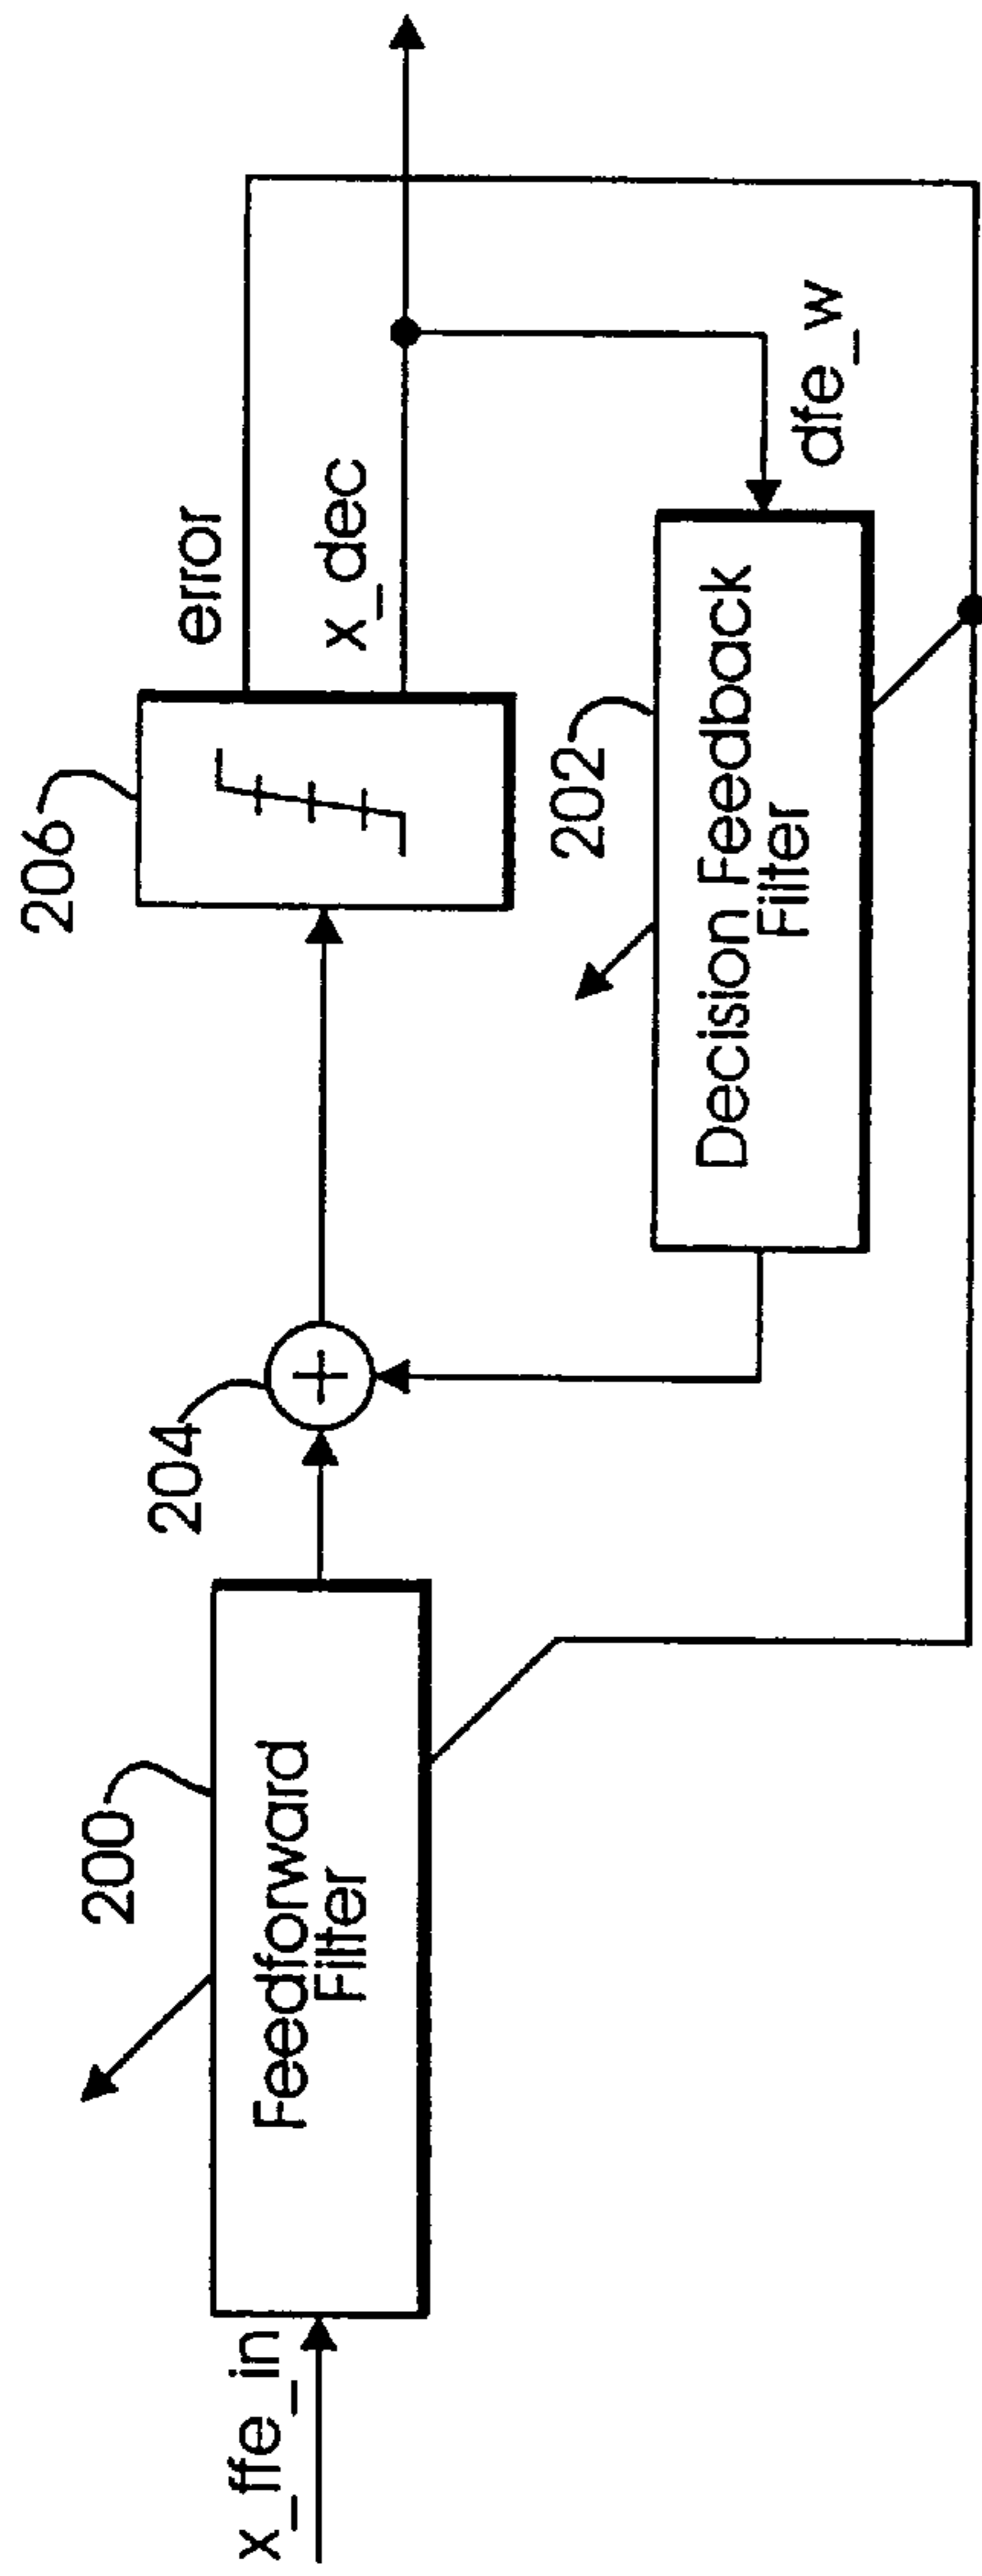 x_ffe_in
200
Feedforward
Filter
204
206
error
x_dec
202
Decision Feedback
Filter
dfe_w